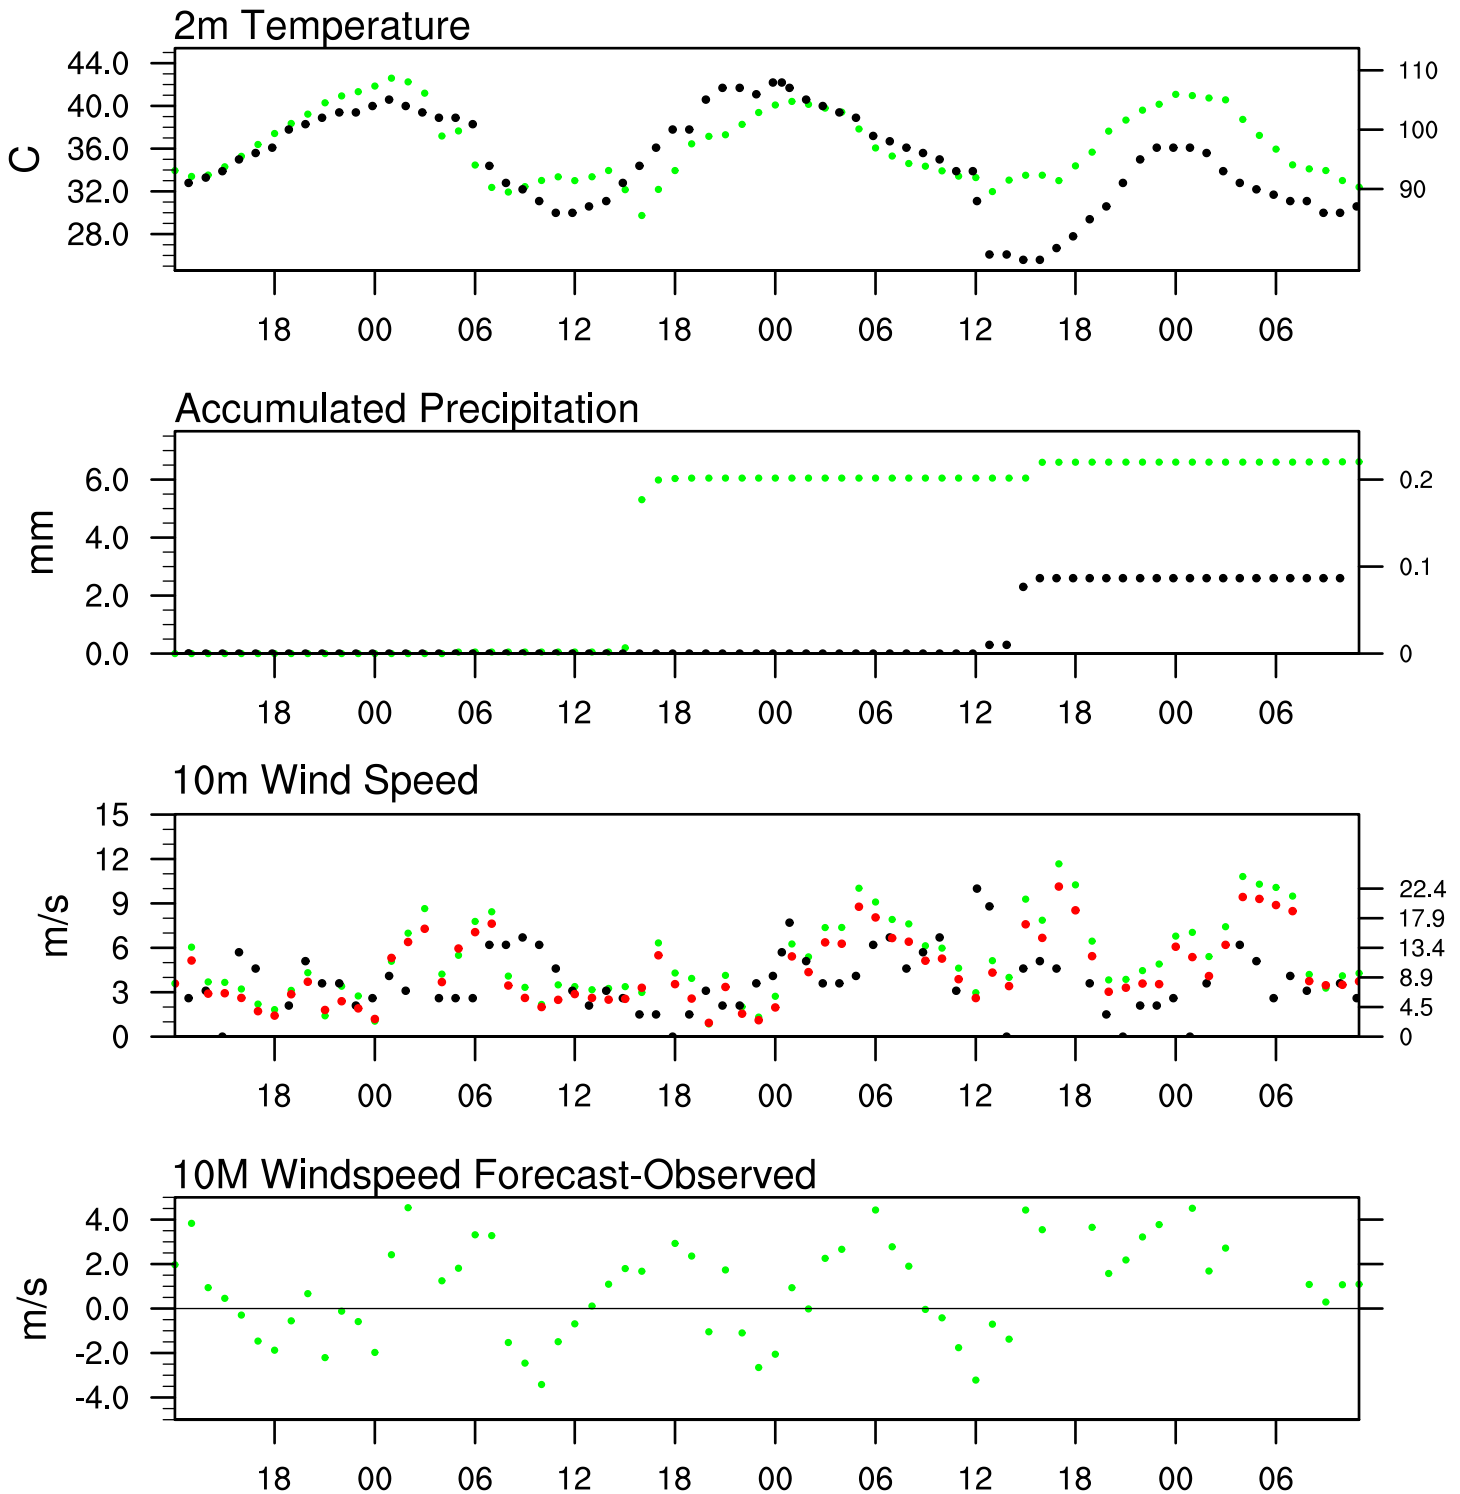 2m Temperature
44.0
40.0
36.0
32.0
28.0
C
110
100
90
18 00 06 12 18 00 06 12 18 00 06
Accumulated Precipitation
6.0
4.0
2.0
0.0
mm
0.2
0.1
0
18 00 06 12 18 00 06 12 18 00 06
10m Wind Speed
15
12
9
6
3
0
m/s
22.4
17.9
13.4
8.9
4.5
0
18 00 06 12 18 00 06 12 18 00 06
10M Windspeed Forecast-Observed
4.0
2.0
0.0
-2.0
-4.0
m/s
18 00 06 12 18 00 06 12 18 00 06